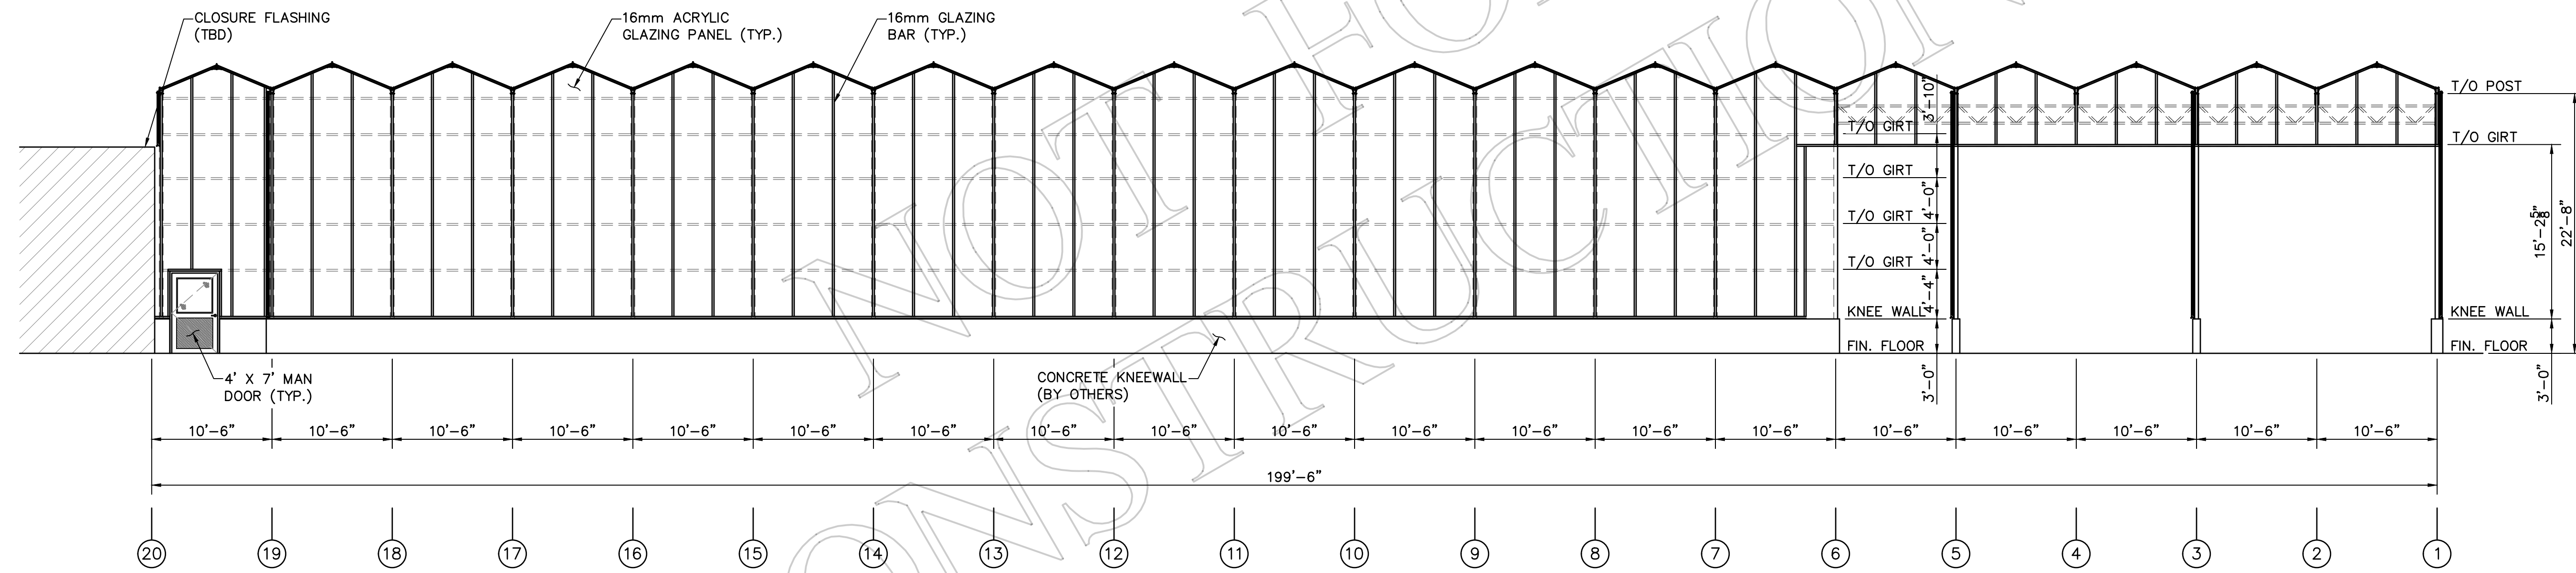 CLOSURE FLASHING
(TBD)
16mm ACRYLIC
GLAZING PANEL (TYP.)
16mm GLAZING
BAR (TYP.)
NOT FO
CONSTRUCTION
T/O POST
T/O GIRT
3'-10"
T/O GIRT
T/O GIRT
4'-0"
T/O GIRT
4'-0"
T/O GIRT
4'-4"
KNEE WALL
FIN. FLOOR
3'-0"
22'-8"
KNEE WALL
FIN. FLOOR
3'-0"
4' X 7' MAN
DOOR (TYP.)
CONCRETE KNEEWALL
(BY OTHERS)
10'-6" 10'-6" 10'-6" 10'-6" 10'-6" 10'-6" 10'-6" 10'-6" 10'-6" 10'-6" 10'-6" 10'-6" 10'-6" 10'-6" 10'-6" 10'-6" 10'-6" 10'-6" 10'-6"
199'-6"
20 19 18 17 16 15 14 13 12 11 10 9 8 7 6 5 4 3 2 1